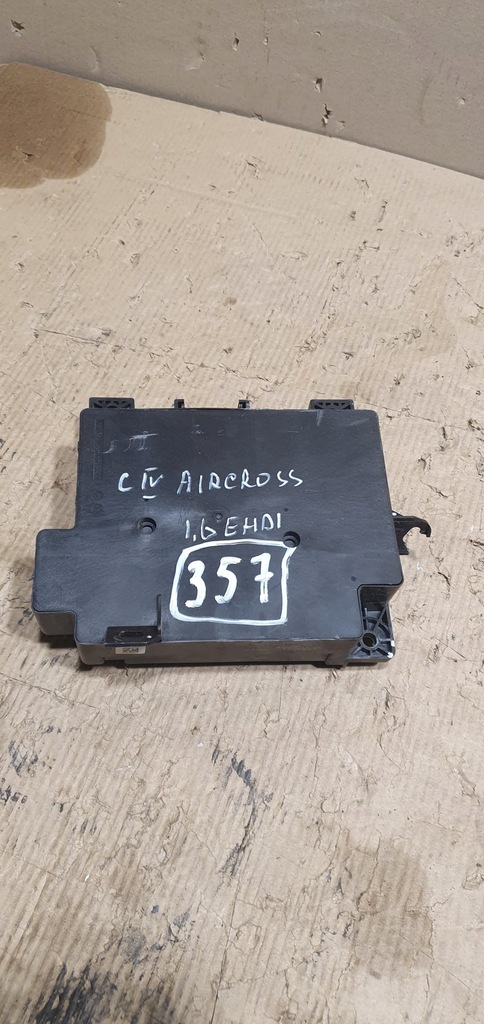 C IV AIRCROSS
1,6 EHDI
357